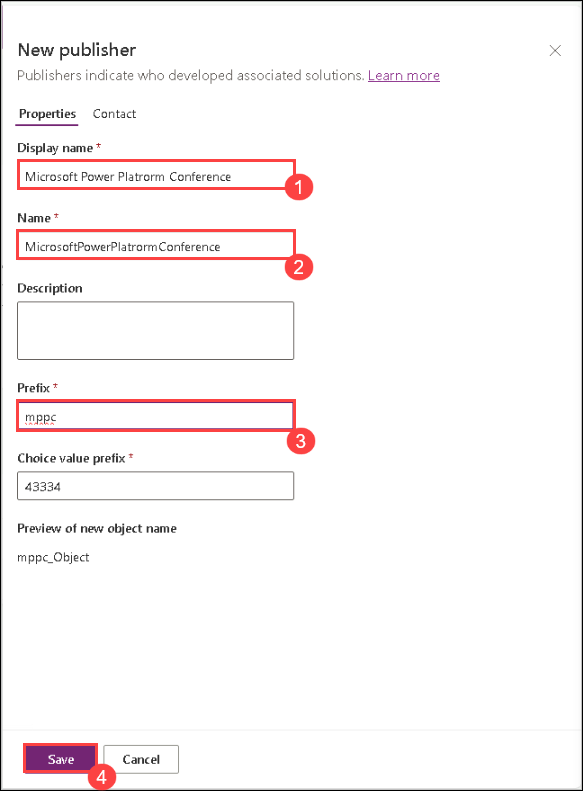 New publisher
Publishers indicate who developed associated solutions. Learn more
Properties Contact
Display name *
Microsoft Power Platrorm Conference
1
Name *
MicrosoftPowerPlatrormConference
2
Description
Prefix *
mppc
3
Choice value prefix *
43334
Preview of new object name
mppc_Object
Save Cancel
4